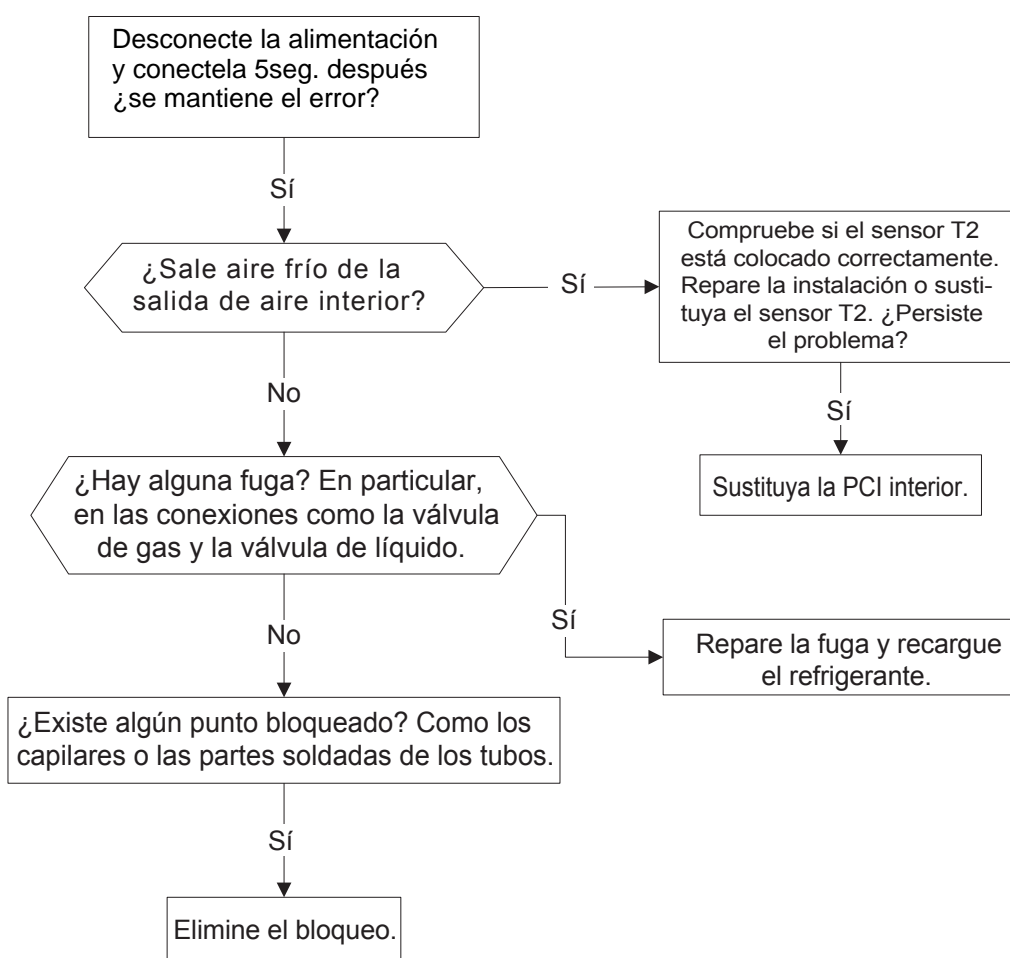 Desconecte la alimentación
y conectela 5seg. después
¿se mantiene el error?
Sí
¿Sale aire frío de la
salida de aire interior?
Sí
Compruebe si el sensor T2
está colocado correctamente.
Repare la instalación o susti-
tuya el sensor T2. ¿Persiste
el problema?
No
Sí
¿Hay alguna fuga? En particular,
en las conexiones como la válvula
de gas y la válvula de líquido.
Sustituya la PCI interior.
Sí
No
Repare la fuga y recargue
el refrigerante.
¿Existe algún punto bloqueado? Como los
capilares o las partes soldadas de los tubos.
Sí
Elimine el bloqueo.